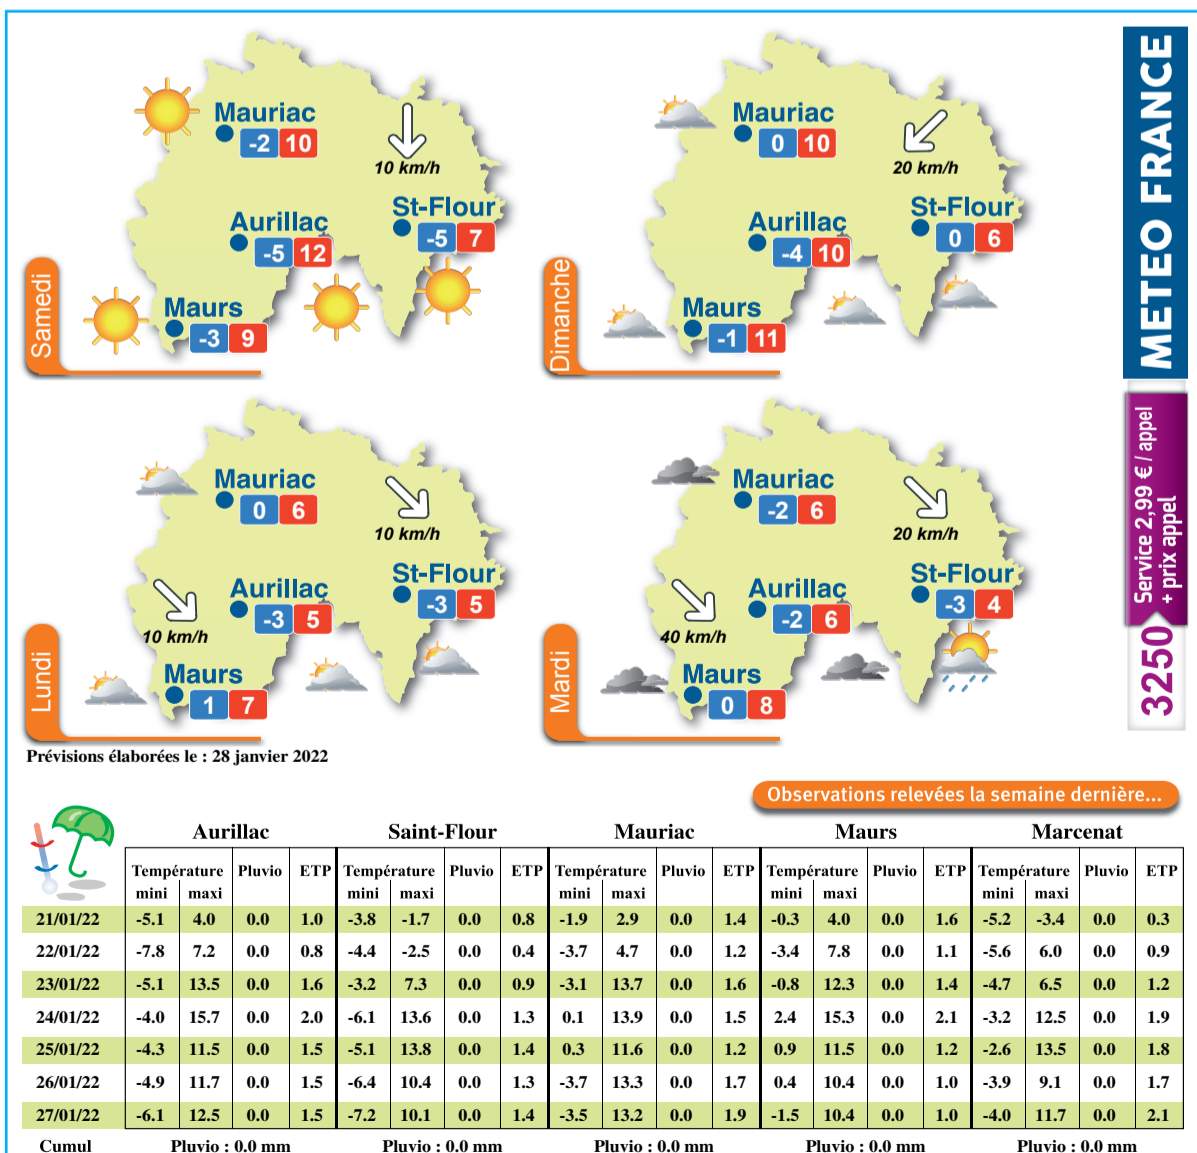 Samedi
Mauriac
-2 10
10 km/h
Aurillac
-5 12
St-Flour
-5 7
Maurs
-3 9
Dimanche
Mauriac
0 10
20 km/h
Aurillac
-4 10
St-Flour
0 6
Maurs
-1 11
Lundi
Mauriac
0 6
10 km/h
Aurillac
-3 5
St-Flour
-3 5
10 km/h
Maurs
1 7
Mardi
Mauriac
-2 6
20 km/h
Aurillac
-2 6
St-Flour
-3 4
40 km/h
Maurs
0 8
METEO FRANCE
Service 2,99 € / appel
+ prix appel
3250
Prévisions élaborées le : 28 janvier 2022
Observations relevées la semaine dernière...
Aurillac Saint-Flour Mauriac Maurs Marcenat
Température Pluvio ETP Température Pluvio ETP Température Pluvio ETP Température Pluvio ETP Température Pluvio ETP
mini maxi mini maxi mini maxi mini maxi mini maxi
21/01/22 -5.1 4.0 0.0 1.0 -3.8 -1.7 0.0 0.8 -1.9 2.9 0.0 1.4 -0.3 4.0 0.0 1.6 -5.2 -3.4 0.0 0.3
22/01/22 -7.8 7.2 0.0 0.8 -4.4 -2.5 0.0 0.4 -3.7 4.7 0.0 1.2 -3.4 7.8 0.0 1.1 -5.6 6.0 0.0 0.9
23/01/22 -5.1 13.5 0.0 1.6 -3.2 7.3 0.0 0.9 -3.1 13.7 0.0 1.6 -0.8 12.3 0.0 1.4 -4.7 6.5 0.0 1.2
24/01/22 -4.0 15.7 0.0 2.0 -6.1 13.6 0.0 1.3 0.1 13.9 0.0 1.5 2.4 15.3 0.0 2.1 -3.2 12.5 0.0 1.9
25/01/22 -4.3 11.5 0.0 1.5 -5.1 13.8 0.0 1.4 0.3 11.6 0.0 1.2 0.9 11.5 0.0 1.2 -2.6 13.5 0.0 1.8
26/01/22 -4.9 11.7 0.0 1.5 -6.4 10.4 0.0 1.3 -3.7 13.3 0.0 1.7 0.4 10.4 0.0 1.0 -3.9 9.1 0.0 1.7
27/01/22 -6.1 12.5 0.0 1.5 -7.2 10.1 0.0 1.4 -3.5 13.2 0.0 1.9 -1.5 10.4 0.0 1.0 -4.0 11.7 0.0 2.1
Cumul Pluvio : 0.0 mm Pluvio : 0.0 mm Pluvio : 0.0 mm Pluvio : 0.0 mm Pluvio : 0.0 mm